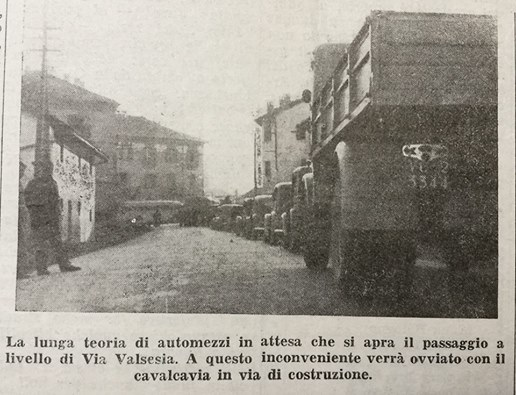 La lunga teoria di automezzi in attesa che si apra il passaggio a
livello di Via Valsesia. A questo inconveniente verrà ovviato con il
cavalcavia in via di costruzione.